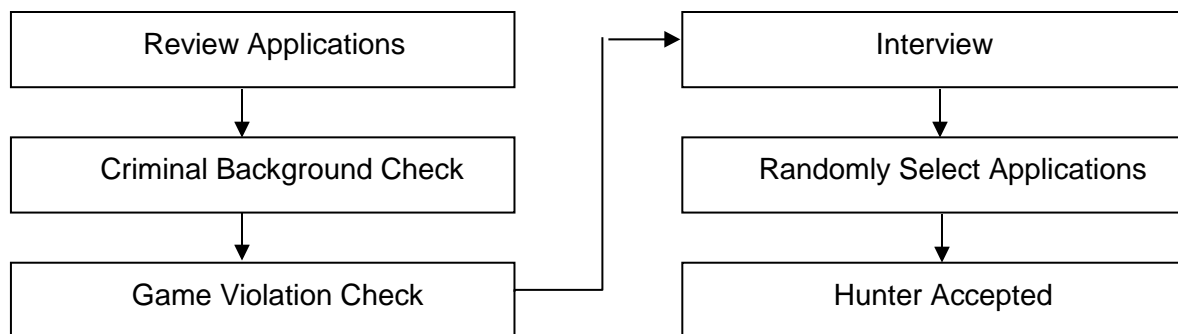 Review Applications
Criminal Background Check
Game Violation Check
Interview
Randomly Select Applications
Hunter Accepted